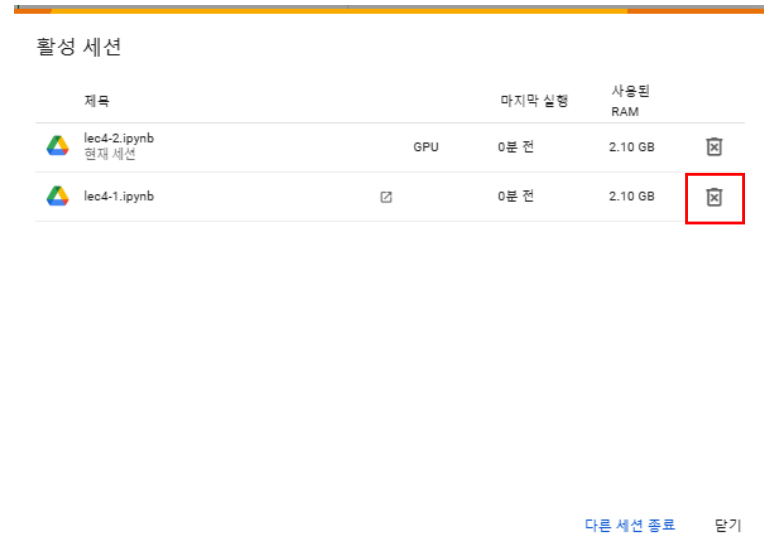 활성 세션
제목 마지막 실행 사용된 RAM
lec4-2.ipynb
현재 세션
GPU 0분 전 2.10 GB
lec4-1.ipynb 0분 전 2.10 GB
다른 세션 종료 닫기